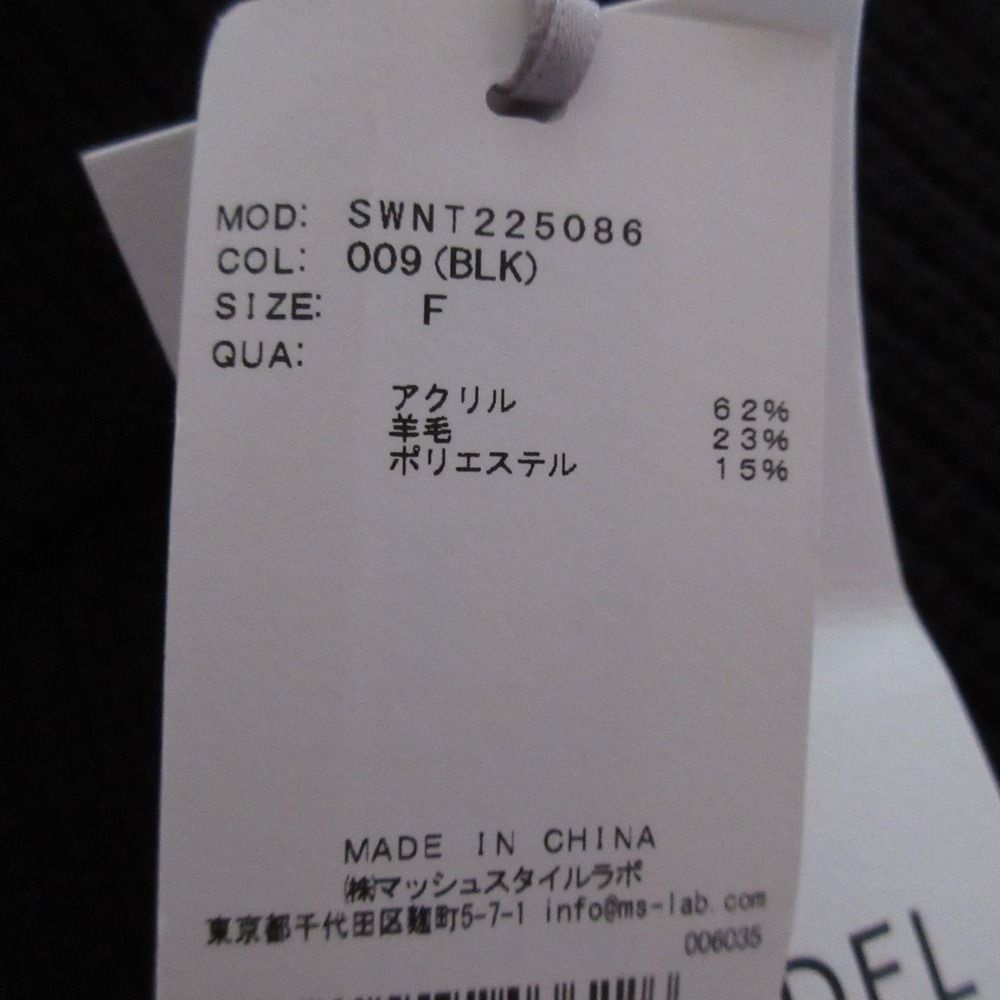 MOD: SWNT225086
COL: 009(BLK)
SIZE: F
QUA:
アクリル 62%
羊毛 23%
ポリエステル 15%
MADE IN CHINA
㈱マッシュスタイルラボ
東京都千代田区麹町5-7-1 info@ms-lab.com
006035
DEL